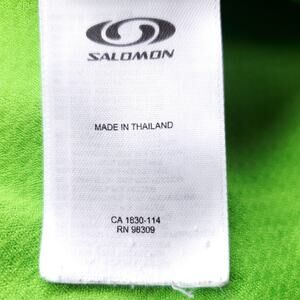 SALOMON
MADE IN THAILAND
CA 1830-114
RN 98309